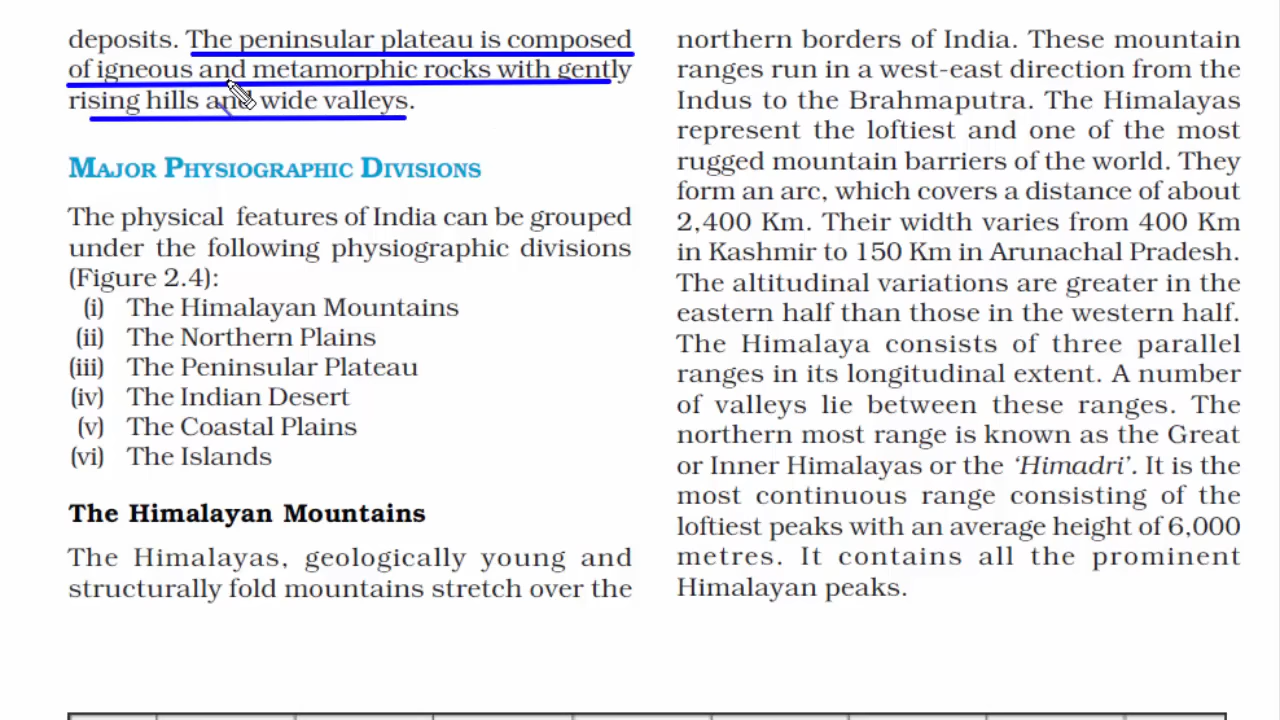 deposits. The peninsular plateau is composed
of igneous and metamorphic rocks with gently
rising hills and wide valleys.
MAJOR PHYSIOGRAPHIC DIVISIONS
The physical features of India can be grouped
under the following physiographic divisions
(Figure 2.4):
(i) The Himalayan Mountains
(ii) The Northern Plains
(iii) The Peninsular Plateau
(iv) The Indian Desert
(v) The Coastal Plains
(vi) The Islands
The Himalayan Mountains
The Himalayas, geologically young and
structurally fold mountains stretch over the
northern borders of India. These mountain
ranges run in a west-east direction from the
Indus to the Brahmaputra. The Himalayas
represent the loftiest and one of the most
rugged mountain barriers of the world. They
form an arc, which covers a distance of about
2,400 Km. Their width varies from 400 Km
in Kashmir to 150 Km in Arunachal Pradesh.
The altitudinal variations are greater in the
eastern half than those in the western half.
The Himalaya consists of three parallel
ranges in its longitudinal extent. A number
of valleys lie between these ranges. The
northern most range is known as the Great
or Inner Himalayas or the ‘Himadri’. It is the
most continuous range consisting of the
loftiest peaks with an average height of 6,000
metres. It contains all the prominent
Himalayan peaks.